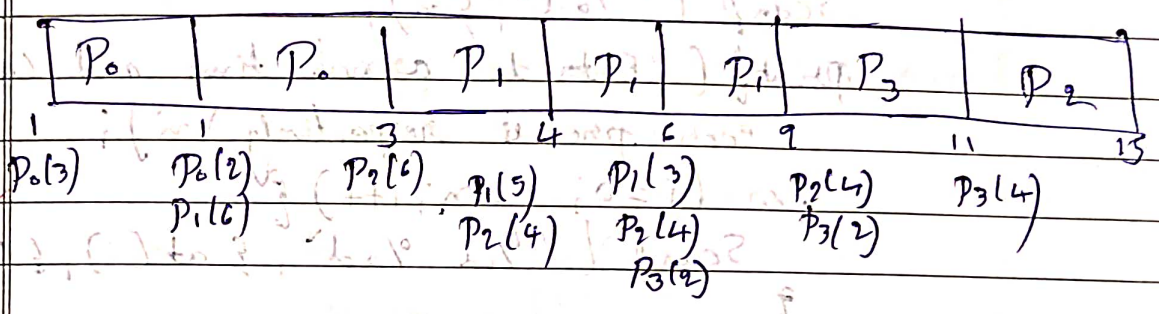 P₀ P₀ P₁ P₁ P₁ P₃ P₂
1 1 3 4 6 9 11 15
P₀(3) P₀(2) P₂(6) P₁(5) P₁(3) P₂(4) P₃(4)
P₁(6) P₂(4) P₂(4) P₃(2)
P₃(2)